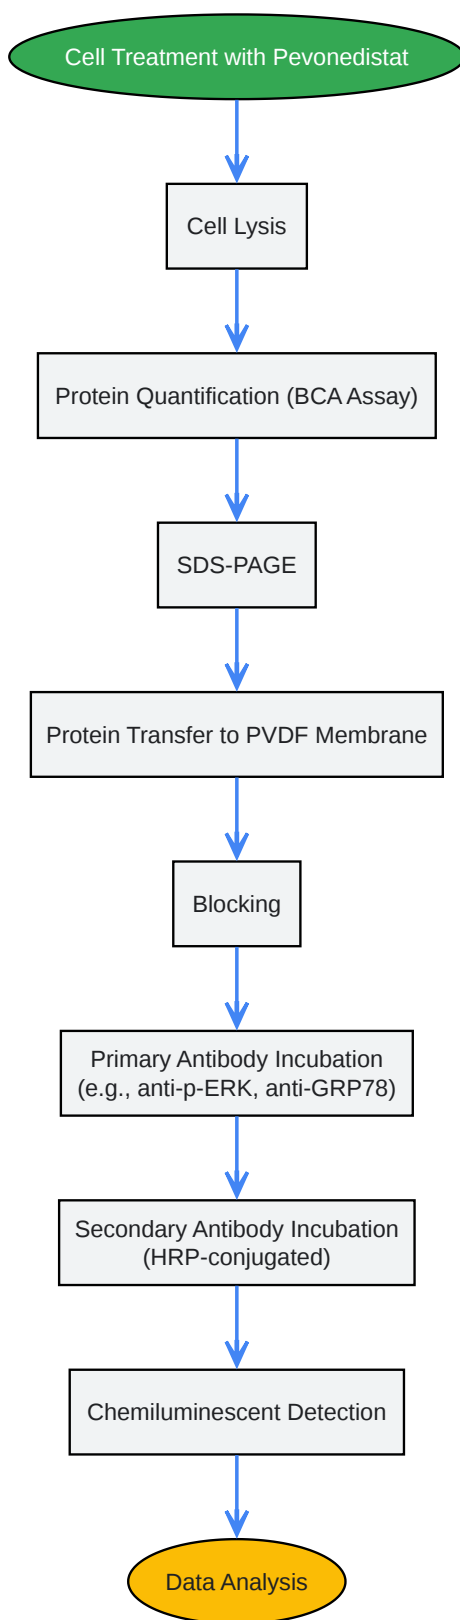 Cell Treatment with Pevonedistat
Cell Lysis
Protein Quantification (BCA Assay)
SDS-PAGE
Protein Transfer to PVDF Membrane
Blocking
Primary Antibody Incubation
(e.g., anti-p-ERK, anti-GRP78)
Secondary Antibody Incubation
(HRP-conjugated)
Chemiluminescent Detection
Data Analysis